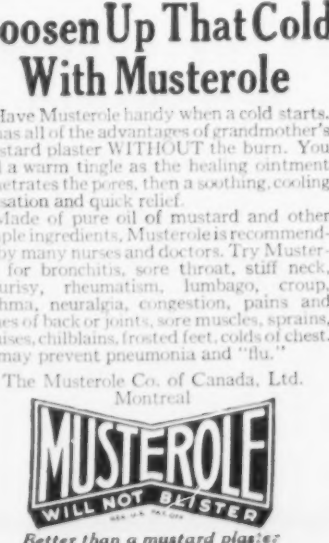 oosen Up That Cold
With Musterole
Have Musterole handy when a cold starts.
has all of the advantages of grandmother's
stard plaster WITHOUT the burn. You
l a warm tingle as the healing ointment
netrates the pores, then a soothing, cooling
sation and quick relief.
Made of pure oil of mustard and other
ple ingredients, Musterole is recommend-
by many nurses and doctors. Try Muster-
for bronchitis, sore throat, stiff neck,
urisy, rheumatism, lumbago, croup,
hma, neuralgia, congestion, pains and
nes of back or joints, sore muscles, sprains,
uises, chilblains, frosted feet, colds of chest.
may prevent pneumonia and "flu."
The Musterole Co. of Canada, Ltd.
Montreal
MUSTEROLE
WILL NOT BLISTER
REG. U.S. PAT. OFF.
Better than a mustard plaster